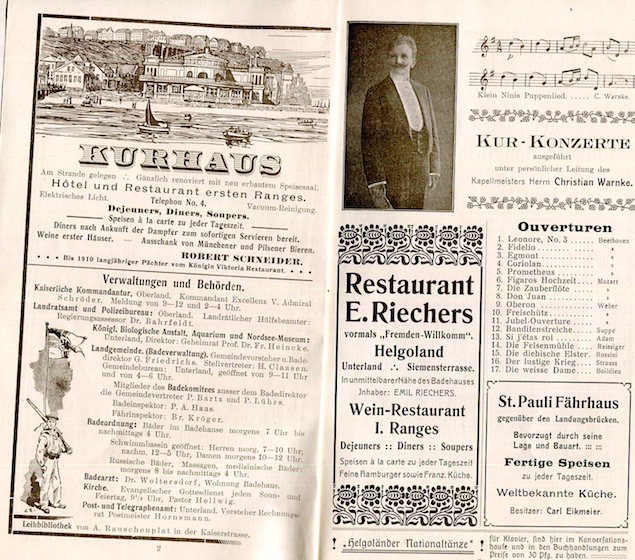 KURHAUS
Am Strande gelegen ∴ Gänzlich renoviert mit neu erbautem Speisesaal.
Hôtel und Restaurant ersten Ranges.
Elektrisches Licht. Telephon No. 4. Vacuum-Reinigung.
Dejeuners, Diners, Soupers.
Speisen à la carte zu jeder Tageszeit.
Diners nach Ankunft der Dampfer zum sofortigen Servieren bereit.
Weine erster Häuser. — Ausschank von Münchener und Pilsener Bieren.
ROBERT SCHNEIDER.
Bis 1910 langjähriger Pächter vom Königin Viktoria Restaurant.
Verwaltungen und Behörden.
Kaiserliche Kommandantur, Oberland. Kommandant Excellenz V. Admiral
Schröder. Meldung von 9—12 und 2—4 Uhr.
Landratsamt und Polizeibureau: Oberland. Landrätlicher Hülfsbeamter:
Regierungsassessor Dr. Bahrfeldt.
Königl. Biologische Anstalt, Aquarium und Nordsee-Museum:
Unterland, Direktor: Geheimrat Prof. Dr. Fr. Heincke.
Landgemeinde. (Badeverwaltung). Gemeindevorsteher u. Bade-
direktor G. Friedrichs. Stellvertreter: H. Claasen.
Gemeindebureau: Unterland, geöffnet von 9—11 Uhr
und von 4—6 Uhr.
Mitglieder des Badekomitees ausser dem Badedirektor
die Gemeindevertreter P. Bartz und P. Lührs.
Badeinspektor: P. A. Haas.
Fährinspektor: Br. Kröger.
Badeordnung: Bäder im Badehause morgens 7 Uhr bis
nachmittags 4 Uhr.
Schwimmbassin geöffnet: Herren morg. 7—10 Uhr,
nachm. 12—5 Uhr, Damen morgens 10—12 Uhr.
Russische Bäder, Massagen, medizinische Bäder:
morgens 8 bis nachmittags 4 Uhr.
Badearzt: Dr. Woltersdorf, Wohnung Badehaus.
Kirche. Evangelischer Gottesdienst jeden Sonn- und
Feiertag, 9½ Uhr, Pastor Hellwig.
Post- und Telegraphenamt: Unterland. Vorsteher Rechnungs-
rat Postmeister Hornsmann.
Leihbibliothek von A. Rauschenplat in der Kaiserstrasse.
2
Klein Ninis Puppenlied. ..... C. Warnke.
KUR-KONZERTE
ausgeführt
unter persönlicher Leitung des
Kapellmeisters Herrn Christian Warnke.
Ouverturen
1. Leonore, No. 3 ..... Beethoven
2. Fidelio ..... „
3. Egmont ..... „
4. Coriolan ..... „
5. Prometheus ..... „
6. Figaros Hochzeit ..... Mozart
7. Die Zauberflöte ..... „
8. Don Juan ..... „
9. Oberon ..... Weber
10. Freischütz ..... „
11. Jubel-Ouverture ..... „
12. Banditenstreiche ..... Suppé
13. Si j'étas roi ..... Adam
14. Die Felsenmühle ..... Reissiger
15. Die diebische Elster ..... Rossini
16. Der lustige Krieg ..... Strauss
17. Die weisse Dame ..... Boildieu
Restaurant
E. Riechers
vormals „Fremden-Willkomm".
Helgoland
Unterland ∴ Siemensterrasse.
In unmittelbarer Nähe des Badehauses
Inhaber: EMIL RIECHERS.
Wein-Restaurant
I. Ranges
Dejeuners :: Diners :: Soupers
Speisen à la carte zu jeder Tageszeit
Feine Hamburger sowie Französ. Küche.
St. Pauli Fährhaus
gegenüber den Landungsbrücken.
Bevorzugt durch seine
Lage und Bauart.
Fertige Speisen
zu jeder Tageszeit.
Weltbekannte Küche.
Besitzer: Carl Eikmeier.
! „Helgoländer Nationaltänze" !
für Klavier, sind hier im Konversations-
hause und in den Buchhandlungen zum
Preise von 30 Pfg. zu haben.